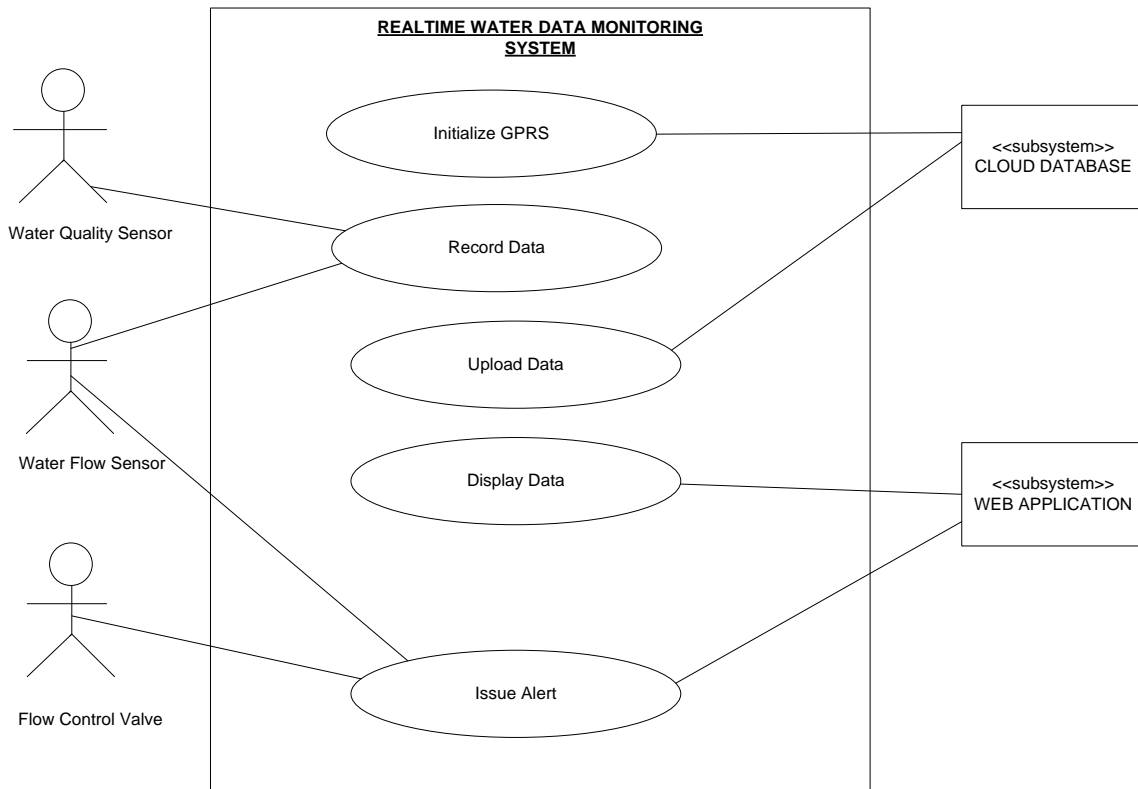 REALTIME WATER DATA MONITORING
SYSTEM
Initialize GPRS
<<subsystem>>
CLOUD DATABASE
Water Quality Sensor
Record Data
Upload Data
Water Flow Sensor
Display Data
<<subsystem>>
WEB APPLICATION
Issue Alert
Flow Control Valve